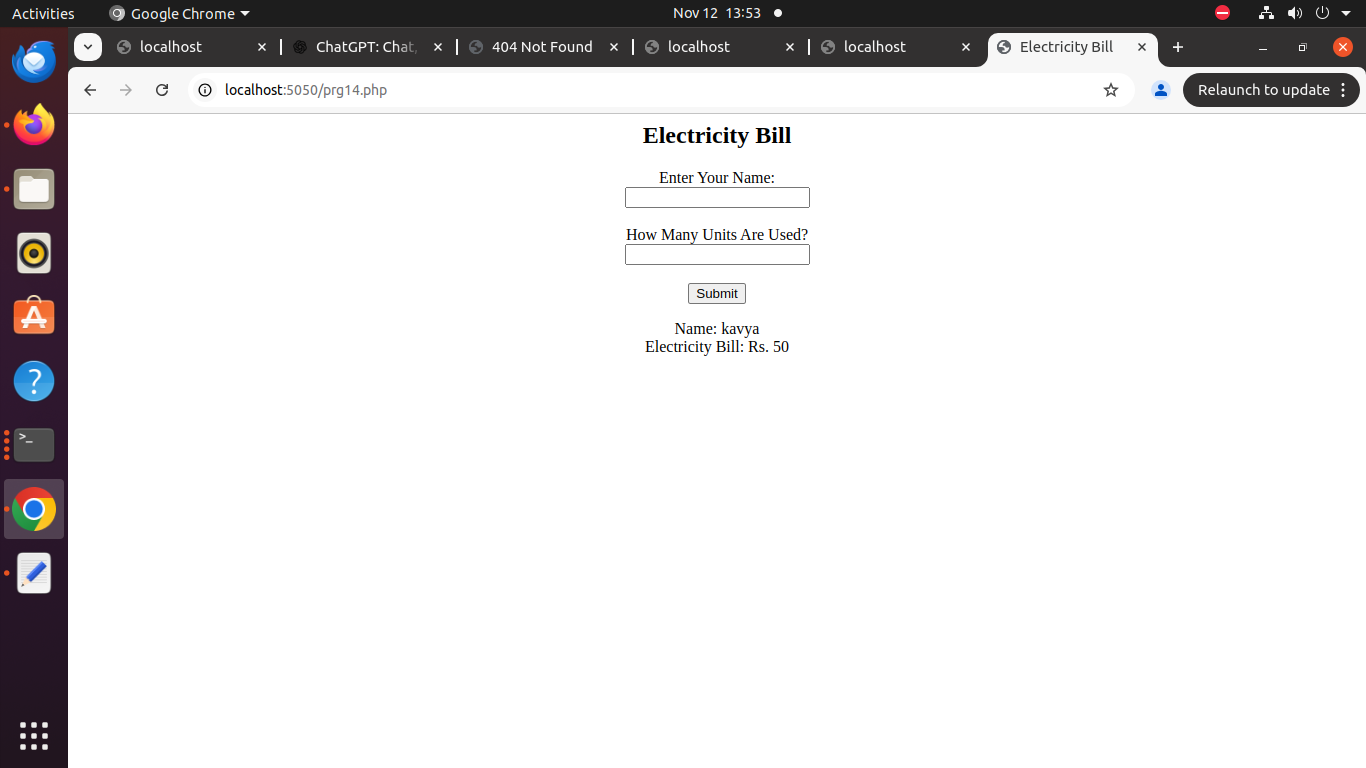 Activities Google Chrome Nov 12 13:53
localhost ChatGPT: Chat, 404 Not Found localhost localhost Electricity Bill
localhost:5050/prg14.php Relaunch to update
Electricity Bill
Enter Your Name:
How Many Units Are Used?
Submit
Name: kavya
Electricity Bill: Rs. 50